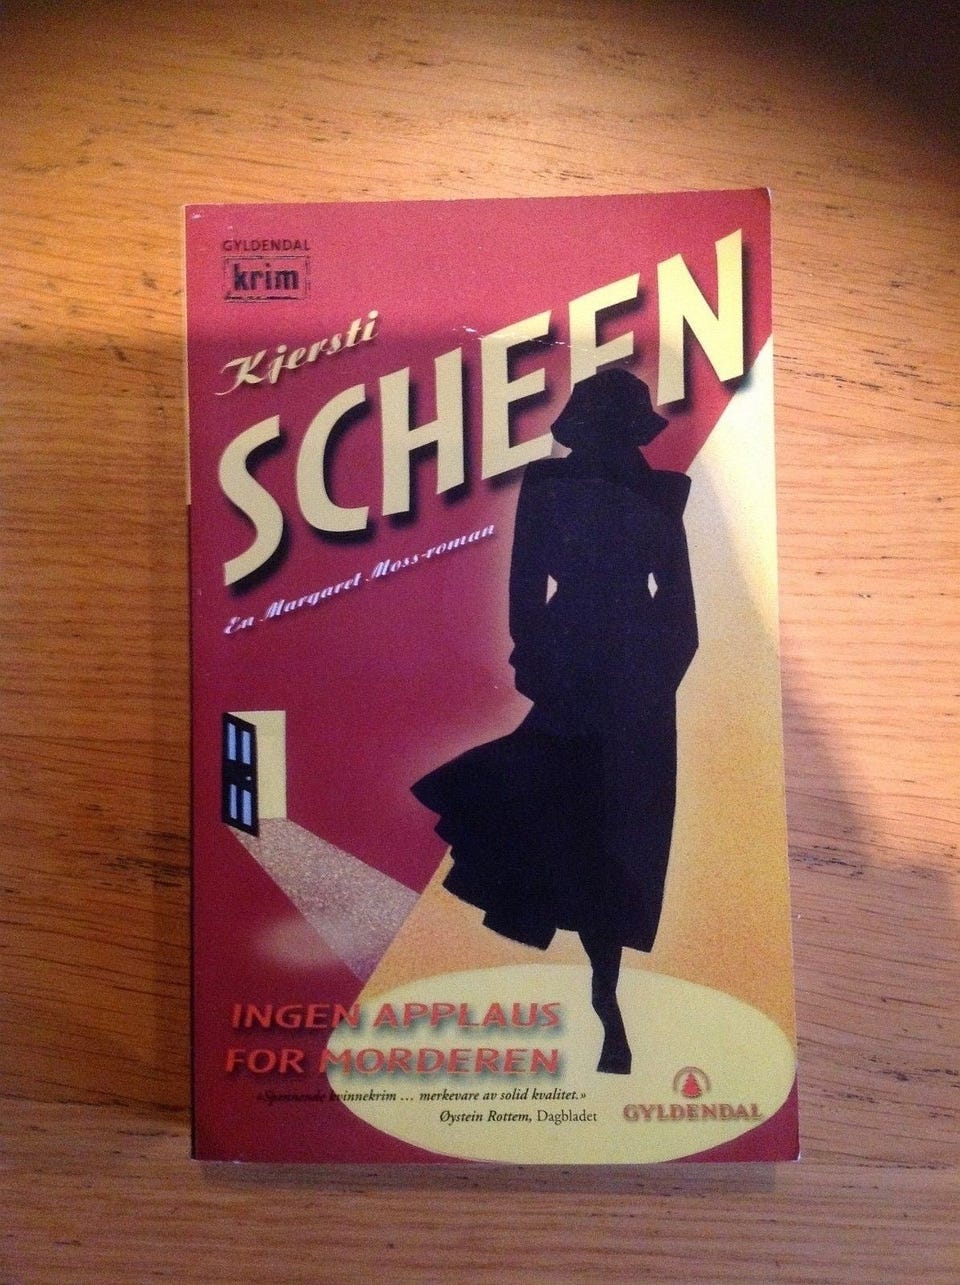 GYLDENDAL
krim
Kjersti
SCHEEN
En Margaret Moss-roman
INGEN APPLAUS
FOR MORDEREN
«Spennende kvinnekrim ... merkevare av solid kvalitet.»
Øystein Rottem, Dagbladet
GYLDENDAL